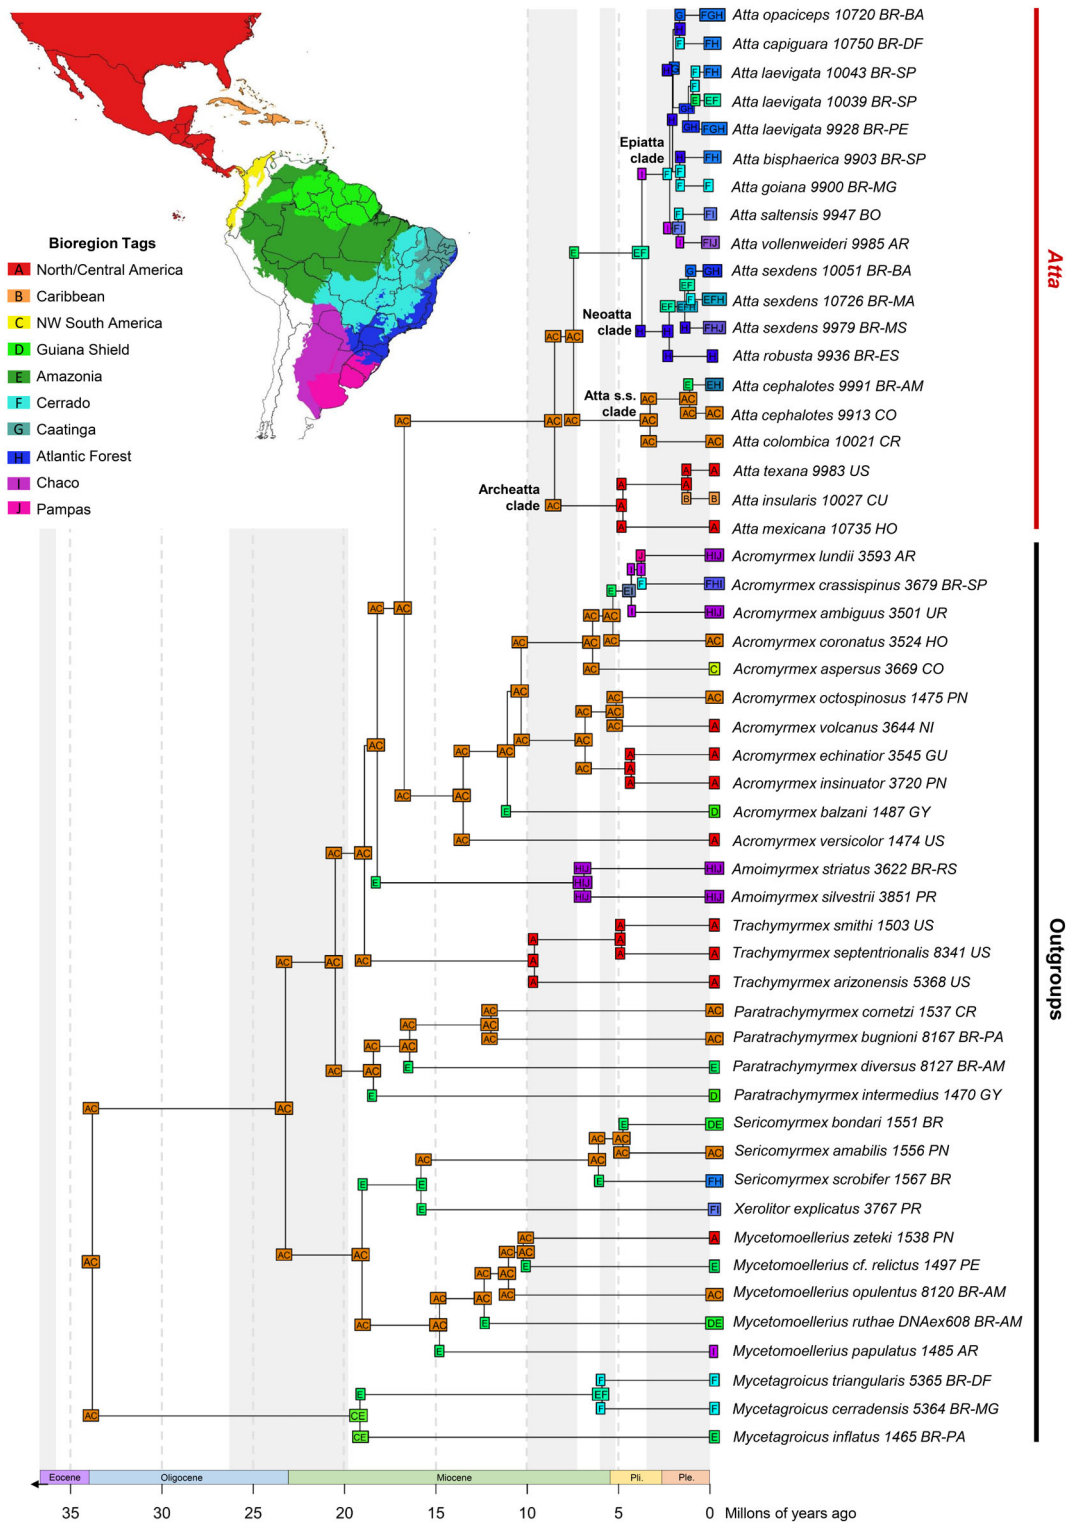 Bioregion Tags
A North/Central America
B Caribbean
C NW South America
D Guiana Shield
E Amazonia
F Cerrado
G Caatinga
H Atlantic Forest
I Chaco
J Pampas
Epiatta
clade
Neoatta
clade
Atta s.s.
clade
Archeatta
clade
Atta opaciceps 10720 BR-BA
Atta capiguara 10750 BR-DF
Atta laevigata 10043 BR-SP
Atta laevigata 10039 BR-SP
Atta laevigata 9928 BR-PE
Atta bisphaerica 9903 BR-SP
Atta goiana 9900 BR-MG
Atta saltensis 9947 BO
Atta vollenweideri 9985 AR
Atta sexdens 10051 BR-BA
Atta sexdens 10726 BR-MA
Atta sexdens 9979 BR-MS
Atta robusta 9936 BR-ES
Atta cephalotes 9991 BR-AM
Atta cephalotes 9913 CO
Atta colombica 10021 CR
Atta texana 9983 US
Atta insularis 10027 CU
Atta mexicana 10735 HO
Acromyrmex lundii 3593 AR
Acromyrmex crassispinus 3679 BR-SP
Acromyrmex ambiguus 3501 UR
Acromyrmex coronatus 3524 HO
Acromyrmex aspersus 3669 CO
Acromyrmex octospinosus 1475 PN
Acromyrmex volcanus 3644 NI
Acromyrmex echinatior 3545 GU
Acromyrmex insinuator 3720 PN
Acromyrmex balzani 1487 GY
Acromyrmex versicolor 1474 US
Amoimyrmex striatus 3622 BR-RS
Amoimyrmex silvestrii 3851 PR
Trachymyrmex smithi 1503 US
Trachymyrmex septentrionalis 8341 US
Trachymyrmex arizonensis 5368 US
Paratrachymyrmex cornetzi 1537 CR
Paratrachymyrmex bugnioni 8167 BR-PA
Paratrachymyrmex diversus 8127 BR-AM
Paratrachymyrmex intermedius 1470 GY
Sericomyrmex bondari 1551 BR
Sericomyrmex amabilis 1556 PN
Sericomyrmex scrobifer 1567 BR
Xerolitor explicatus 3767 PR
Mycetomoellerius zeteki 1538 PN
Mycetomoellerius cf. relictus 1497 PE
Mycetomoellerius opulentus 8120 BR-AM
Mycetomoellerius ruthae DNAex608 BR-AM
Mycetomoellerius papulatus 1485 AR
Mycetagroicus triangularis 5365 BR-DF
Mycetagroicus cerradensis 5364 BR-MG
Mycetagroicus inflatus 1465 BR-PA
Atta
Outgroups
Eocene Oligocene Miocene Pli. Ple.
35 30 25 20 15 10 5 0 Millons of years ago